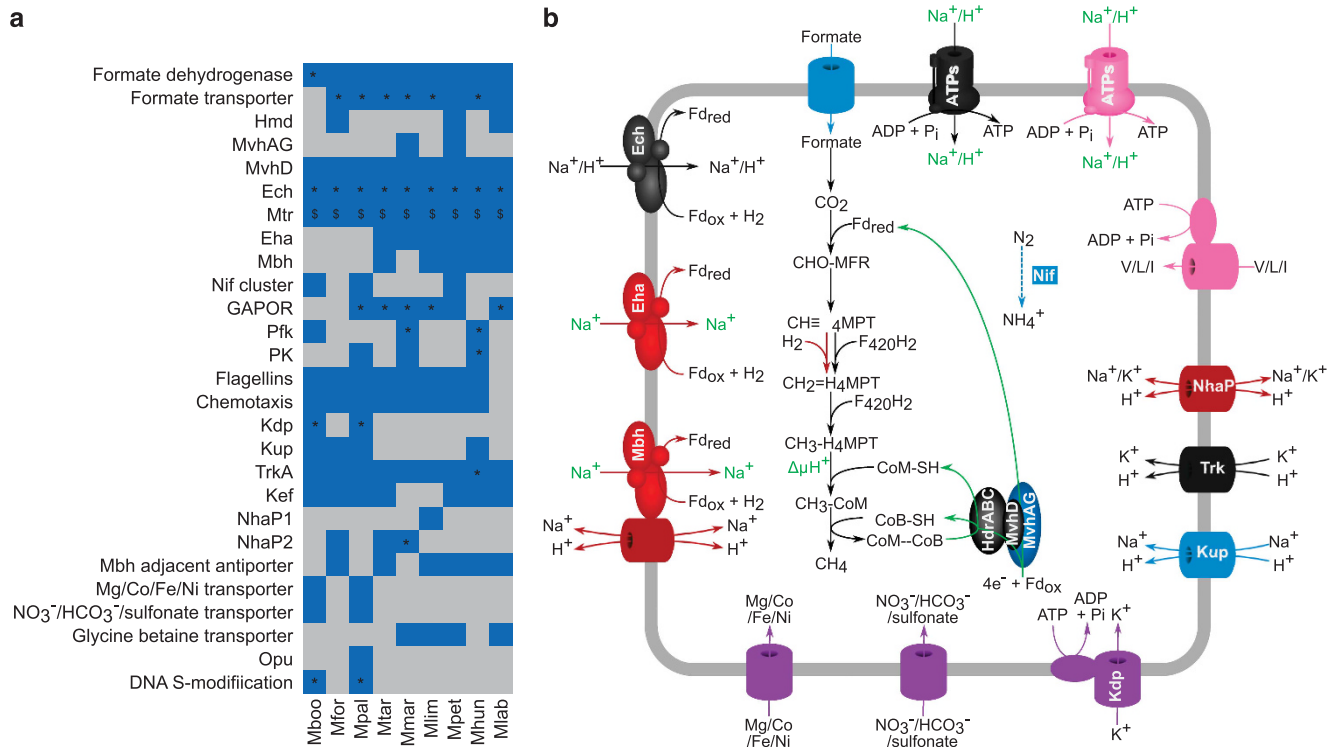 a
Formate dehydrogenase *
Formate transporter * * * * * *
Hmd
MvhAG *
MvhD
Ech * * * * * * * * *
Mtr $ $ $ $ $ $ $ $ $
Eha
Mbh
Nif cluster
GAPOR * * * * *
Pfk * *
PK *
Flagellins
Chemotaxis
Kdp * *
Kup
TrkA *
Kef
NhaP1
NhaP2 *
Mbh adjacent antiporter
Mg/Co/Fe/Ni transporter
NO3⁻/HCO3⁻/sulfonate transporter
Glycine betaine transporter
Opu
DNA S-modifiication * *
Mboo Mfor Mpal Mtar Mmar Mlim Mpet Mhun Mlab
b
Formate
Formate
CO2
Fdred
CHO-MFR
CH≡ 4MPT
H2
F420H2
CH2=H4MPT
F420H2
CH3-H4MPT
ΔμH⁺
CoM-SH
CH3-CoM
CoB-SH
CoM--CoB
CH4
HdrABC
MvhD
MvhAG
4e⁻ + Fdox
N2
Nif
NH4⁺
Na⁺/H⁺
ATPs
ADP + Pi
ATP
Na⁺/H⁺
Na⁺/H⁺
ATPs
ADP + Pi
ATP
Na⁺/H⁺
Ech
Fdred
Na⁺/H⁺
Na⁺/H⁺
Fdox + H2
Eha
Fdred
Na⁺
Na⁺
Fdox + H2
Mbh
Fdred
Na⁺
Na⁺
Fdox + H2
Na⁺
Na⁺
H⁺
H⁺
ATP
ADP + Pi
V/L/I
V/L/I
Na⁺/K⁺
NhaP
Na⁺/K⁺
H⁺
H⁺
K⁺
Trk
K⁺
H⁺
H⁺
Na⁺
Kup
Na⁺
H⁺
H⁺
Mg/Co
/Fe/Ni
Mg/Co
/Fe/Ni
NO3⁻/HCO3⁻
/sulfonate
NO3⁻/HCO3⁻
/sulfonate
ATP
ADP
+ Pi
K⁺
Kdp
K⁺